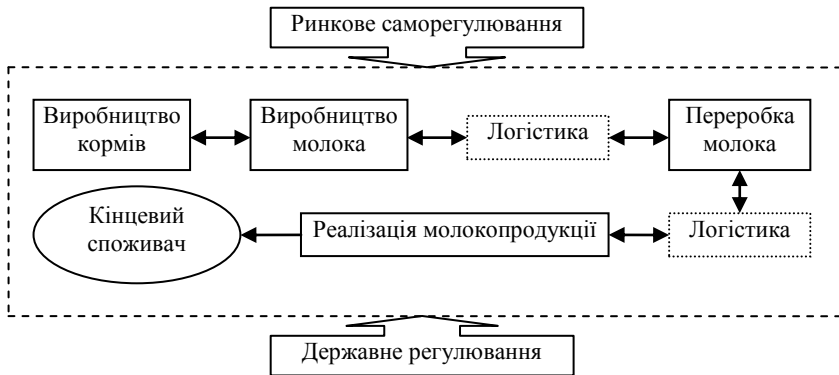 Ринкове саморегулювання
Виробництво
кормів
Виробництво
молока
Логістика
Переробка
молока
Кінцевий
споживач
Реалізація молокопродукції
Логістика
Державне регулювання